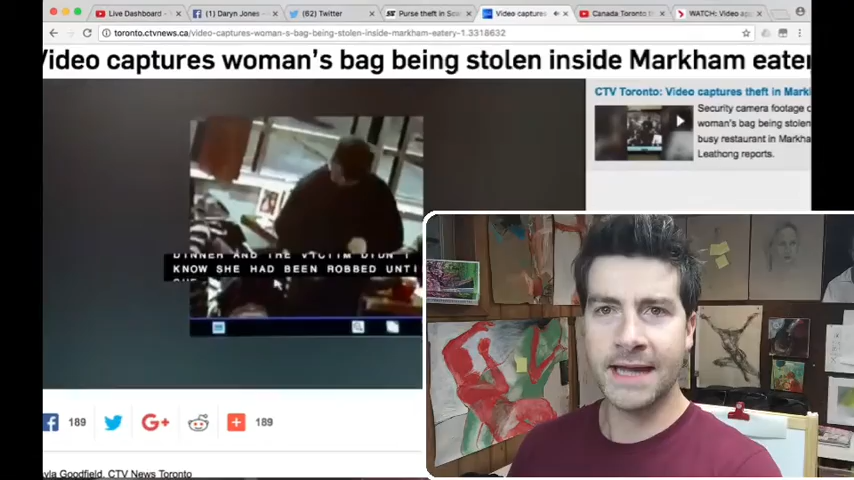 Live Dashboard -
(1) Daryn Jones -
(62) Twitter
Purse theft in
Video captures
Canada Toronto
WATCH: Video
toronto.ctvnews.ca/video-captures-woman-s-bag-being-stolen-inside-markham-eatery-1.3318632
Video captures woman's bag being stolen inside Markham eater
CTV Toronto: Video captures theft in Mark
Security camera footage
woman's bag being stolen
busy restaurant in Markha
Leathong reports.
DINNER AND THE VICTIM DIDN'T
KNOW SHE HAD BEEN ROBBED UNTI
189
189
Goodfield, CTV News Toronto